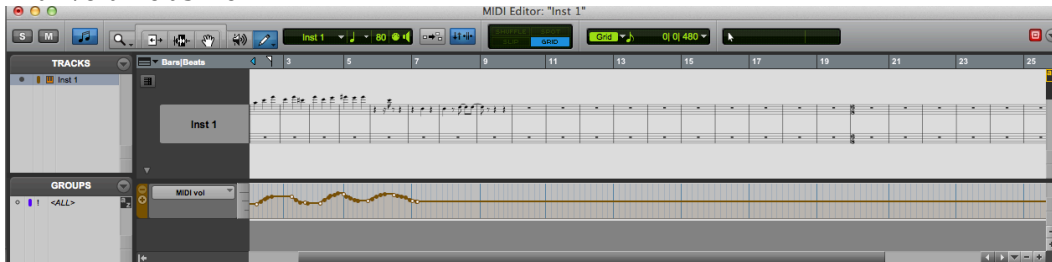 MIDI Editor: "Inst 1"
S M Inst 1 80 SHUFFLE SPOT Grid 0| 0| 480
SLIP GRID
TRACKS Bars|Beats 3 5 7 9 11 13 15 17 19 21 23 25
Inst 1
Inst 1
GROUPS
MIDI vol
<ALL>